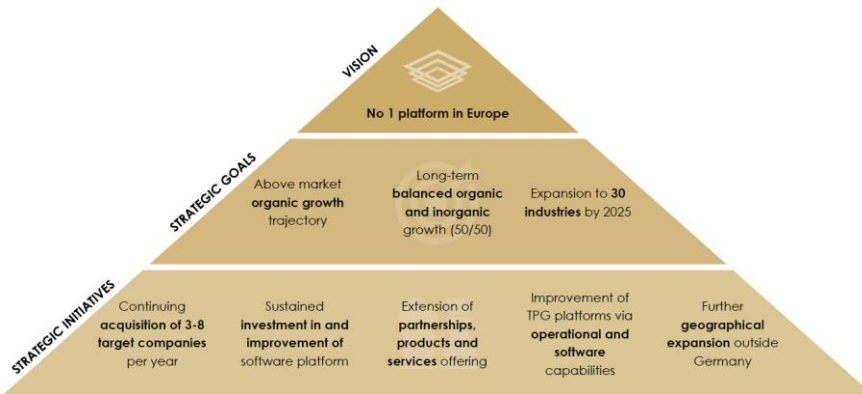 VISION
No 1 platform in Europe
STRATEGIC GOALS
Above market
organic growth
trajectory
Long-term
balanced organic
and inorganic
growth (50/50)
Expansion to 30
industries by 2025
STRATEGIC INITIATIVES
Continuing
acquisition of 3-8
target companies
per year
Sustained
investment in and
improvement of
software platform
Extension of
partnerships,
products and
services offering
Improvement of
TPG platforms via
operational and
software
capabilities
Further
geographical
expansion outside
Germany